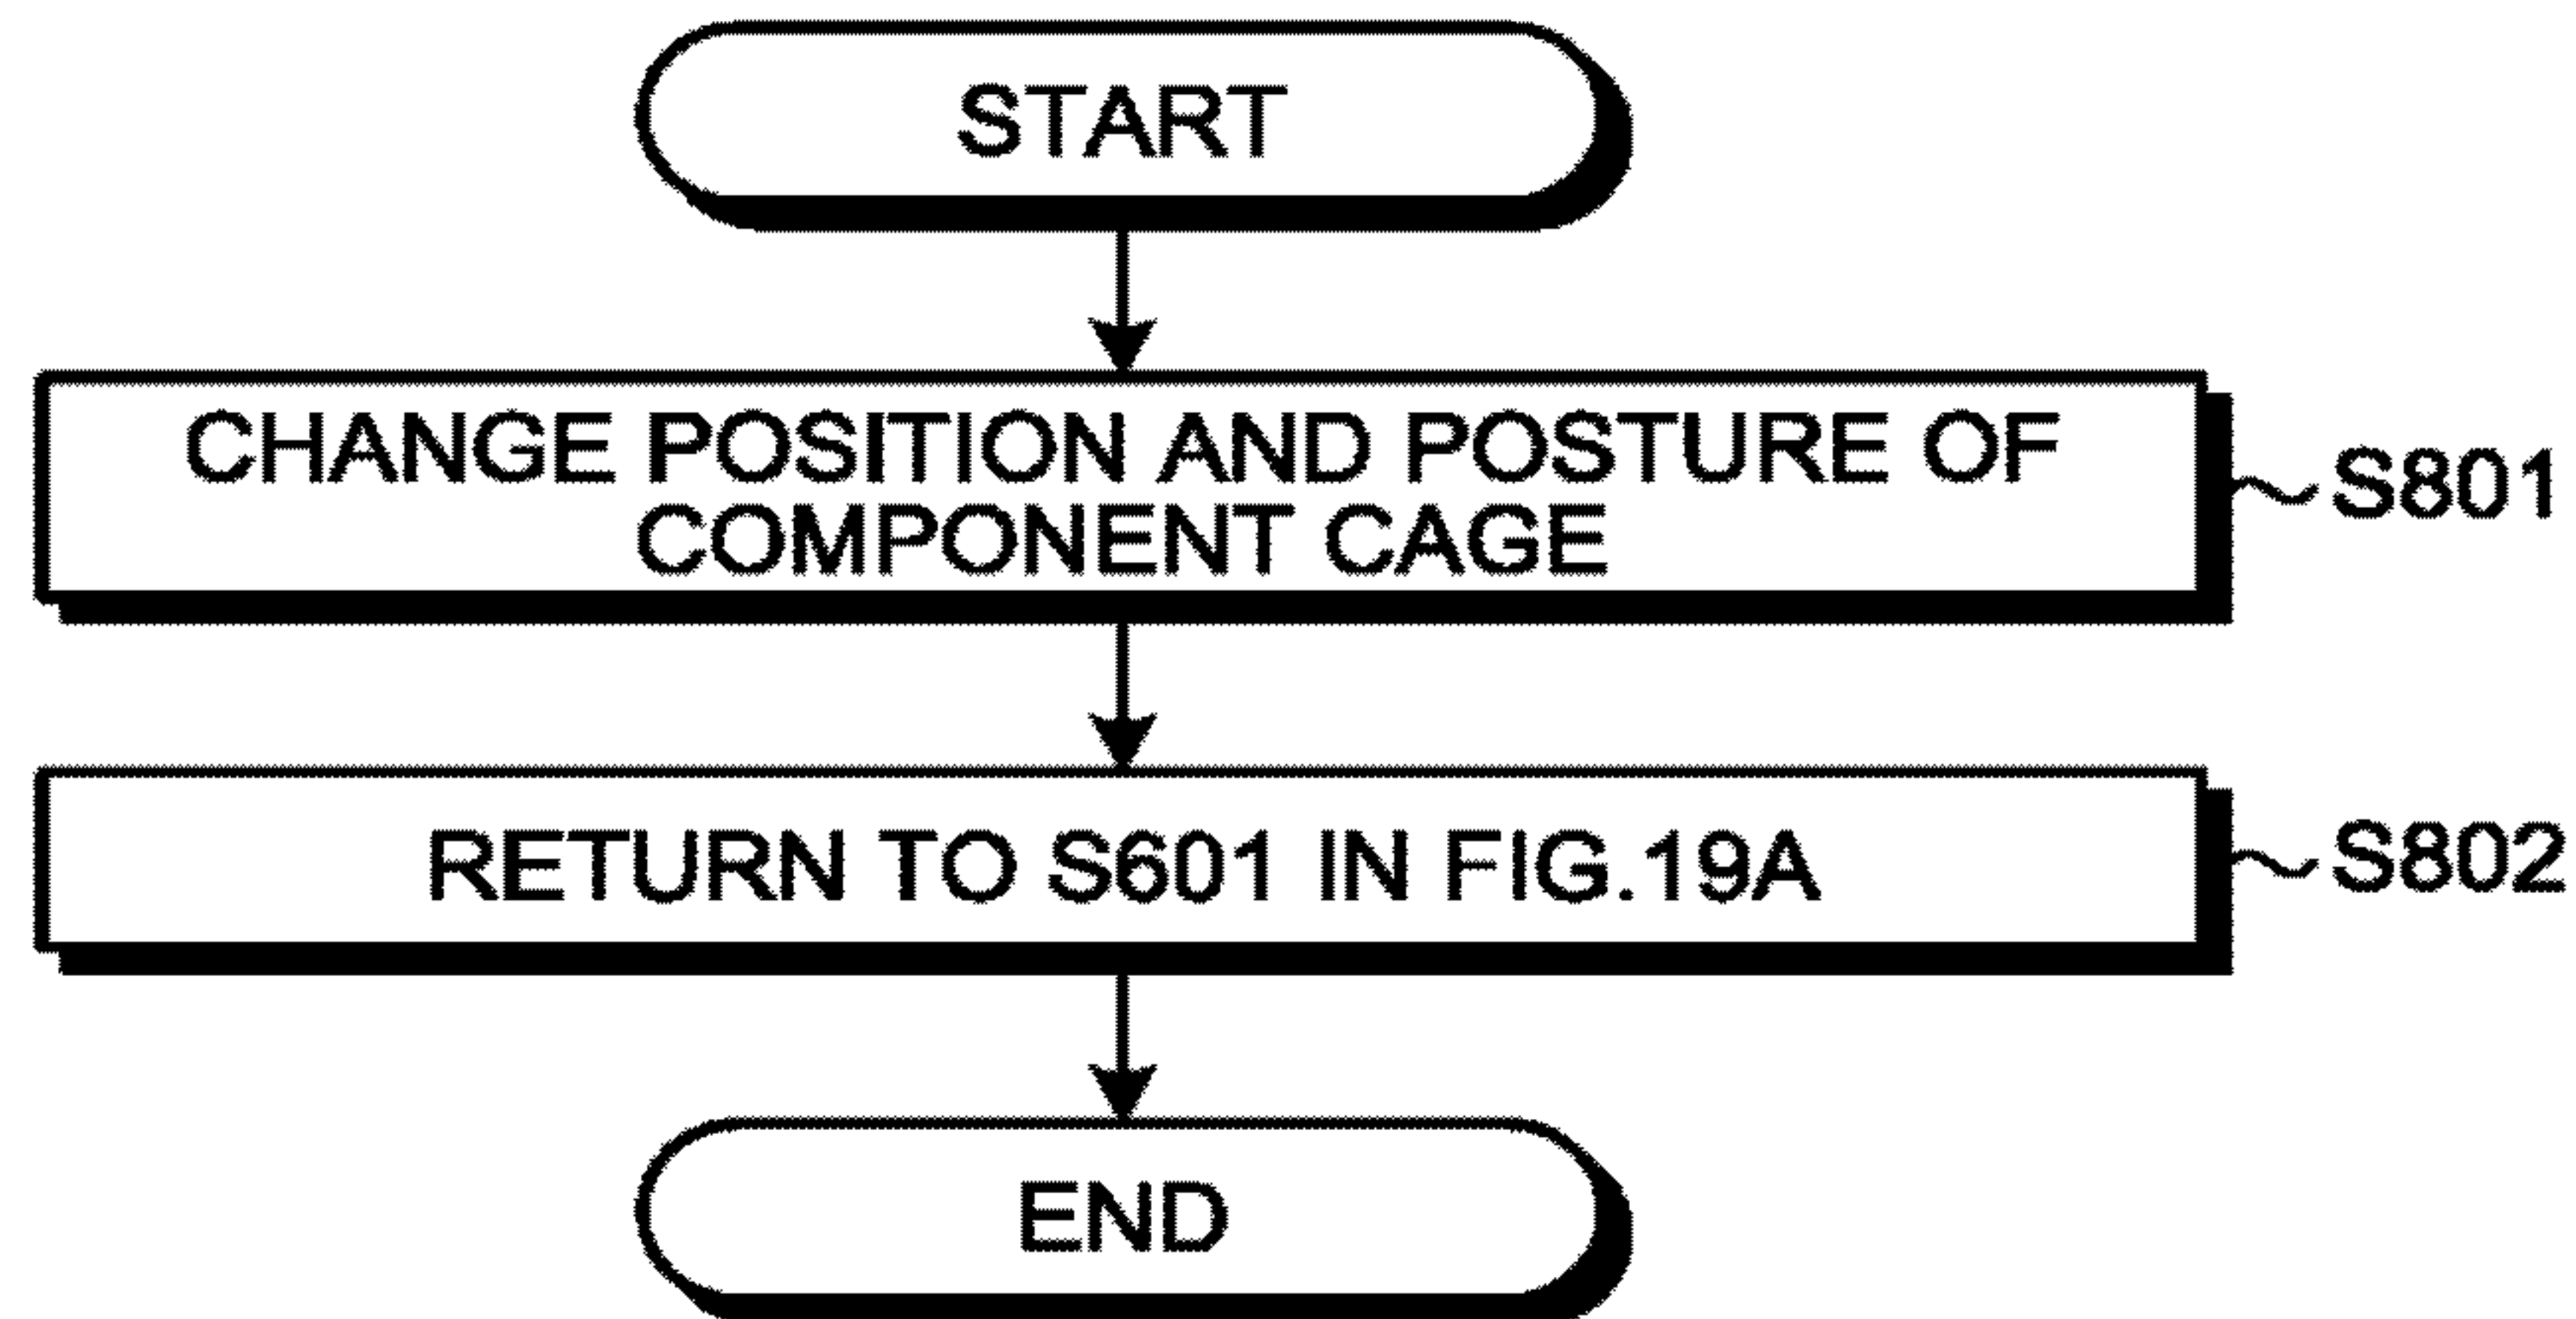 START
CHANGE POSITION AND POSTURE OF
COMPONENT CAGE
S801
RETURN TO S601 IN FIG.19A
S802
END